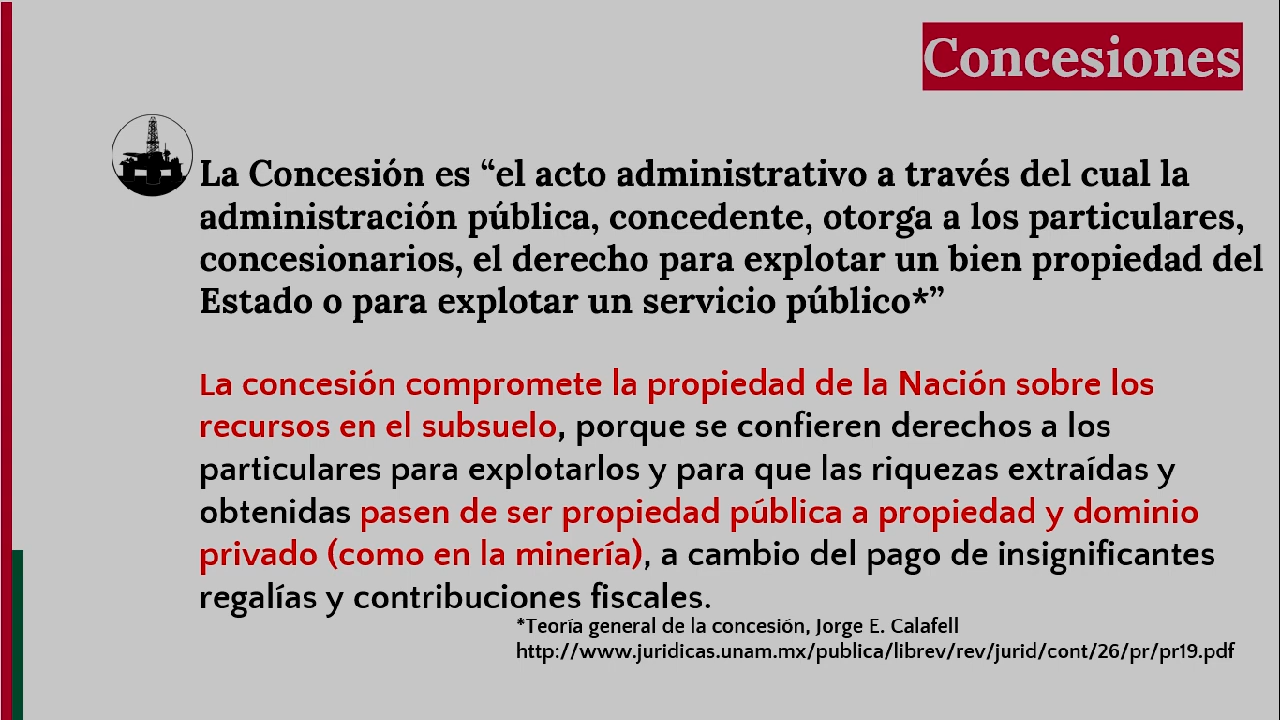 Concesiones
La Concesión es “el acto administrativo a través del cual la
administración pública, concedente, otorga a los particulares,
concesionarios, el derecho para explotar un bien propiedad del
Estado o para explotar un servicio público*”
La concesión compromete la propiedad de la Nación sobre los
recursos en el subsuelo, porque se confieren derechos a los
particulares para explotarlos y para que las riquezas extraídas y
obtenidas pasen de ser propiedad pública a propiedad y dominio
privado (como en la minería), a cambio del pago de insignificantes
regalías y contribuciones fiscales.
*Teoría general de la concesión, Jorge E. Calafell
http://www.juridicas.unam.mx/publica/librev/rev/jurid/cont/26/pr/pr19.pdf